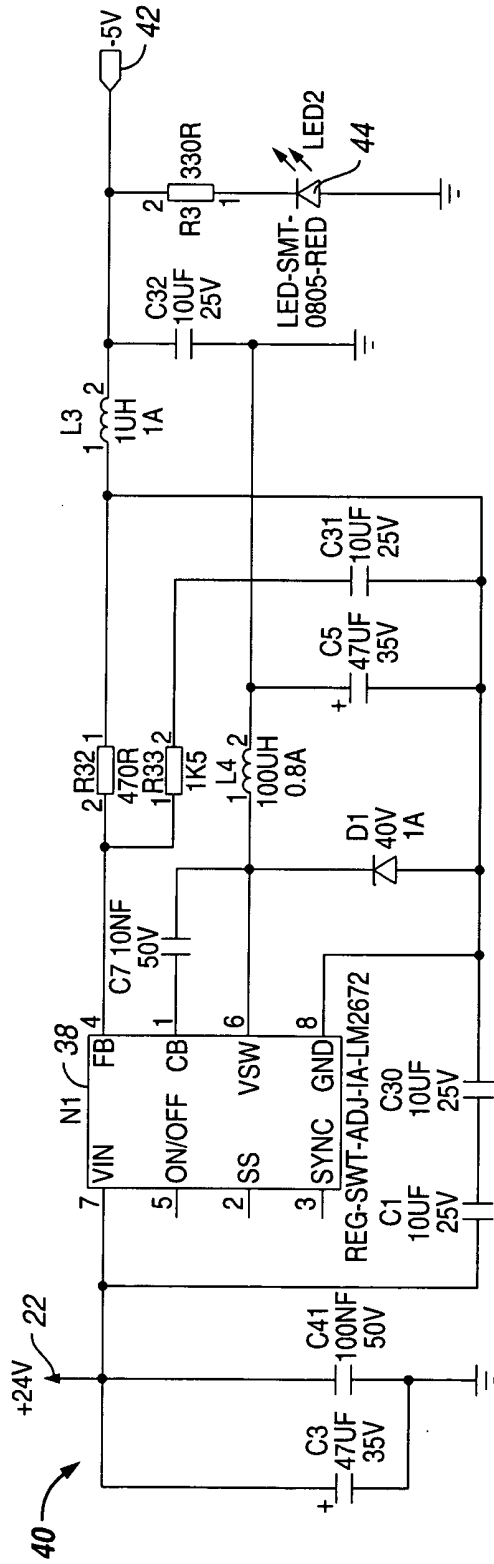 40
+24V
22
C3
47UF
35V
+
C41
100NF
50V
N1
38
7
VIN
FB
4
5
ON/OFF
CB
1
2
SS
VSW
6
3
SYNC
GND
8
REG-SWT-ADJ-IA-LM2672
C1
10UF
25V
C30
10UF
25V
C7 10NF
50V
2
R32
1
470R
1
R33
2
1K5
1
L4
2
100UH
0.8A
D1
40V
1A
C5
47UF
35V
+
C31
10UF
25V
L3
1
2
1UH
1A
C32
10UF
25V
2
R3
330R
1
LED-SMT-
0805-RED
LED2
44
-5V
42